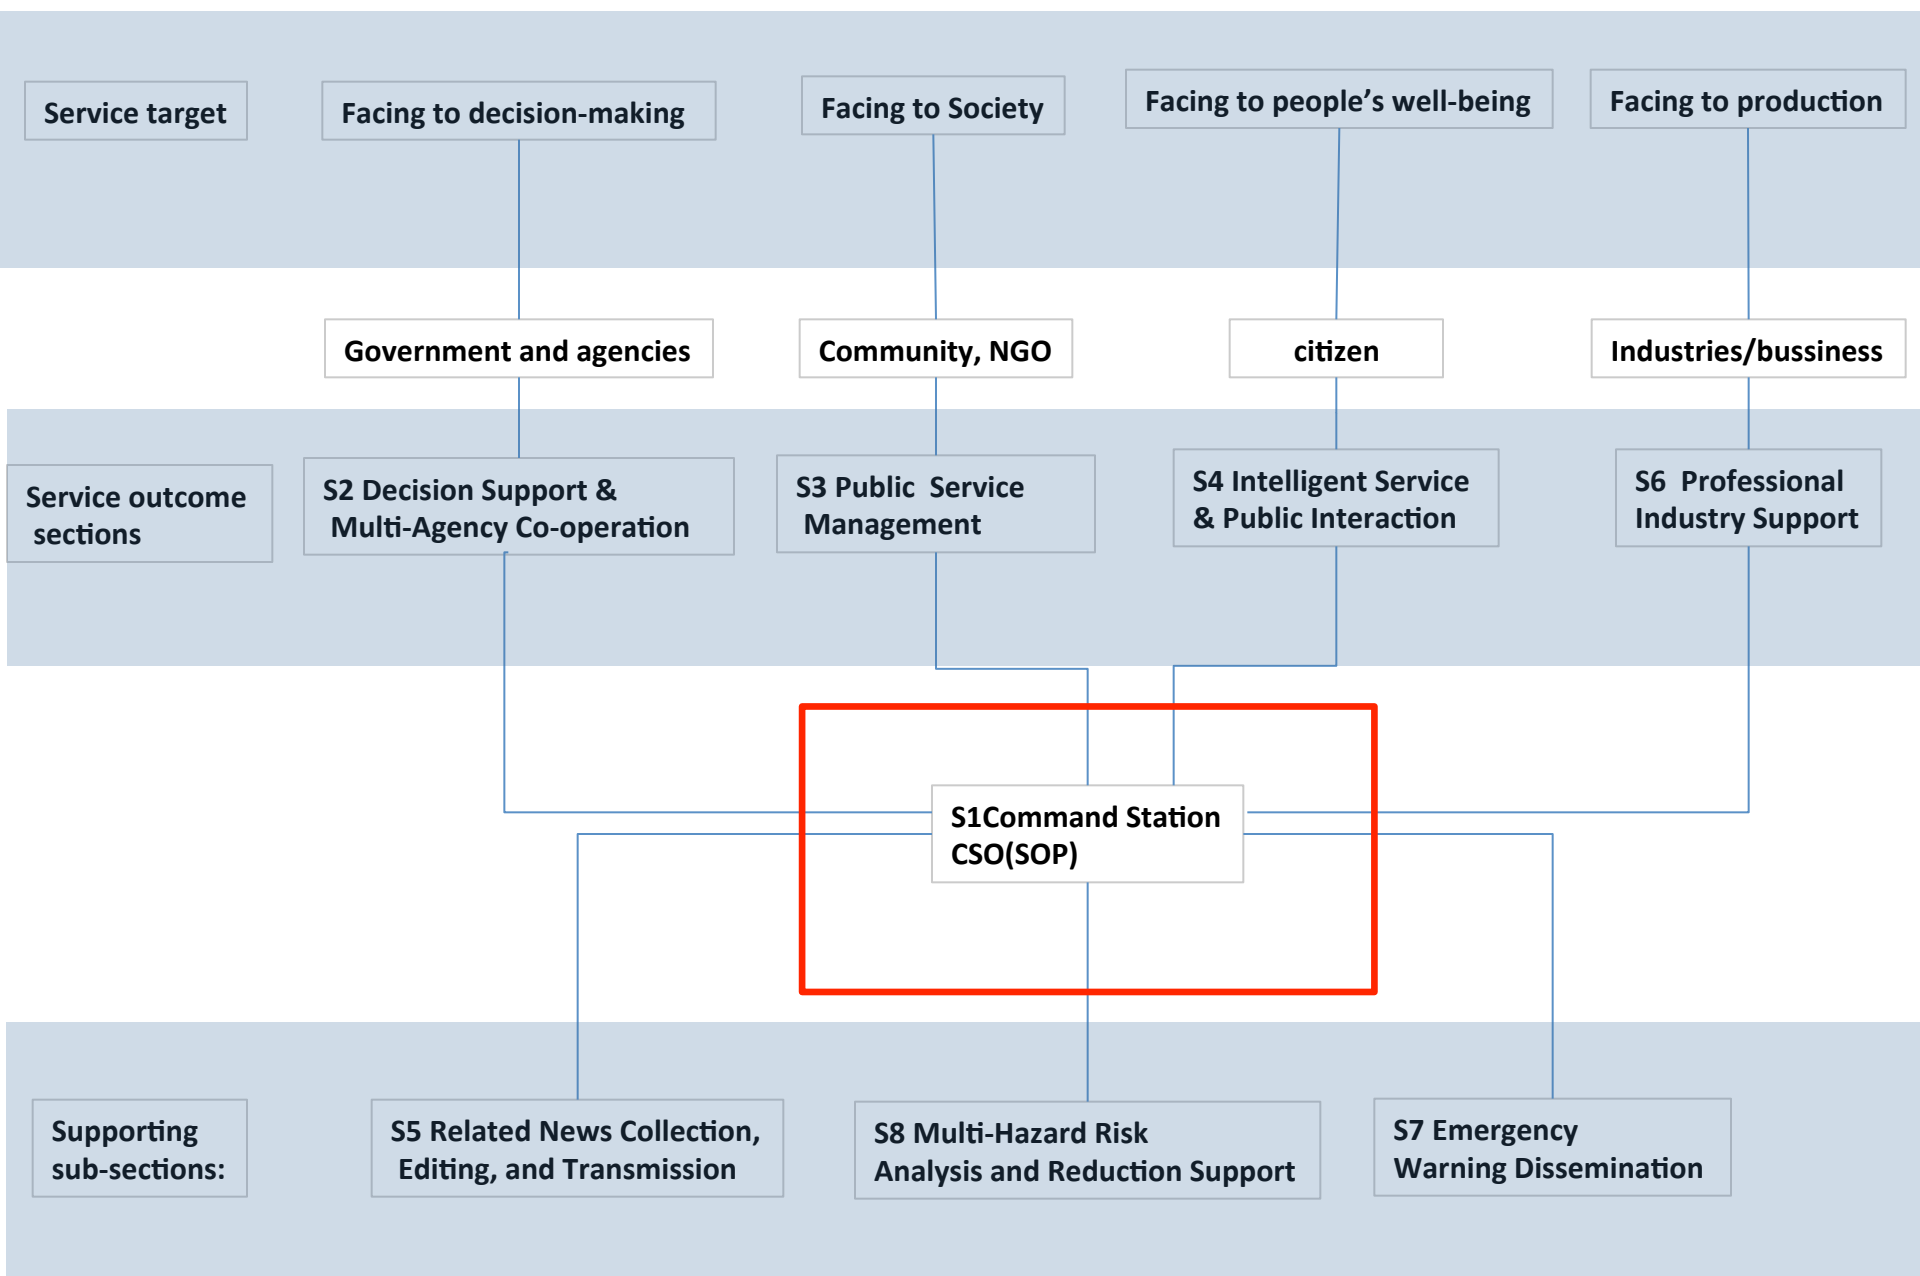 Service target
Facing to decision-making
Facing to Society
Facing to people’s well-being
Facing to production
Government and agencies
Community, NGO
citizen
Industries/bussiness
Service outcome
sections
S2 Decision Support &
Multi-Agency Co-operation
S3 Public Service
Management
S4 Intelligent Service
& Public Interaction
S6 Professional
Industry Support
S1Command Station
CSO(SOP)
Supporting
sub-sections:
S5 Related News Collection,
Editing, and Transmission
S8 Multi-Hazard Risk
Analysis and Reduction Support
S7 Emergency
Warning Dissemination